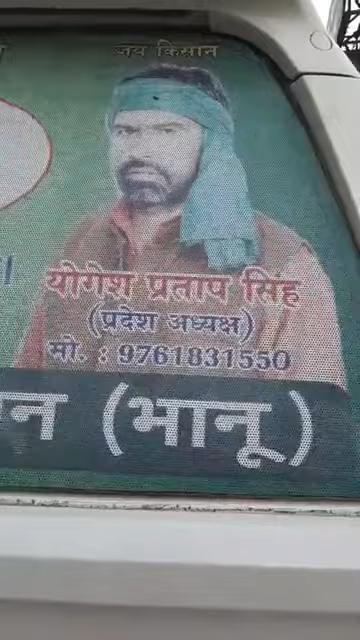 जय किसान
योगेश प्रताप सिंह
(प्रदेश अध्यक्ष)
मो. : 9761831550
न (भानू)